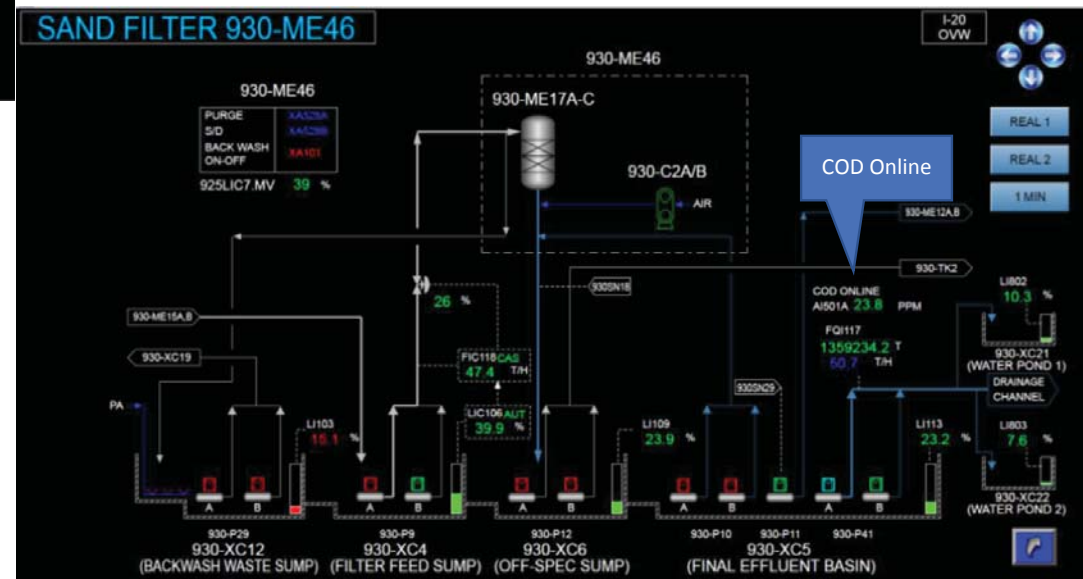 SAND FILTER 930-ME46
I-20
OVW
930-ME46
930-ME46
PURGE XA528A
S/D XA528B
BACK WASH
ON-OFF XA101
925LIC7.MV 39 %
930-ME17A-C
930-C2A/B
AIR
COD Online
REAL 1
REAL 2
1 MIN
930-ME12A,B
930-TK2
930SN18
COD ONLINE
AI501A 23.8 PPM
FQI117
1359234.2 T
50.7 T/H
LI802
10.3 %
930-XC21
(WATER POND 1)
DRAINAGE
CHANNEL
26 %
930-ME15A,B
930-XC19
FIC118 CAS
47.4 T/H
930SN29
PA
LI103
15.1 %
LIC106 AUT
39.9 %
LI109
23.9 %
LI113
23.2 %
LI803
7.6 %
930-XC22
(WATER POND 2)
A B A B A B A B A B
930-P29 930-P9 930-P12 930-P10 930-P11 930-P41
930-XC12 930-XC4 930-XC6 930-XC5
(BACKWASH WASTE SUMP) (FILTER FEED SUMP) (OFF-SPEC SUMP) (FINAL EFFLUENT BASIN)